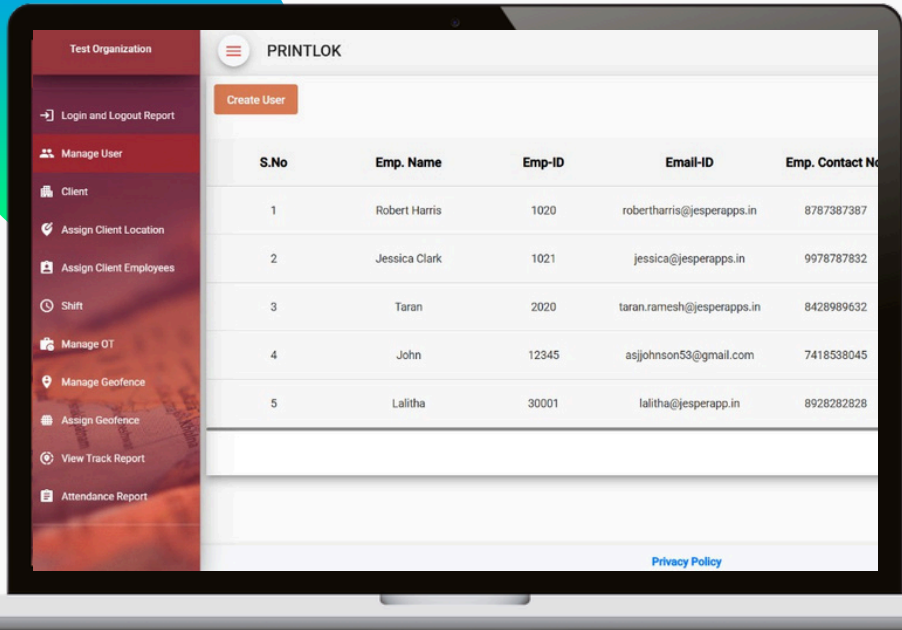 Test Organization
PRINTLOK
Login and Logout Report
Manage User
Client
Assign Client Location
Assign Client Employees
Shift
Manage OT
Manage Geofence
Assign Geofence
View Track Report
Attendance Report
Create User
S.No Emp. Name Emp-ID Email-ID Emp. Contact No
1 Robert Harris 1020 robertharris@jesperapps.in 8787387387
2 Jessica Clark 1021 jessica@jesperapps.in 9978787832
3 Taran 2020 taran.ramesh@jesperapps.in 8428989632
4 John 12345 asjjohnson53@gmail.com 7418538045
5 Lalitha 30001 lalitha@jesperapp.in 8928282828
Privacy Policy